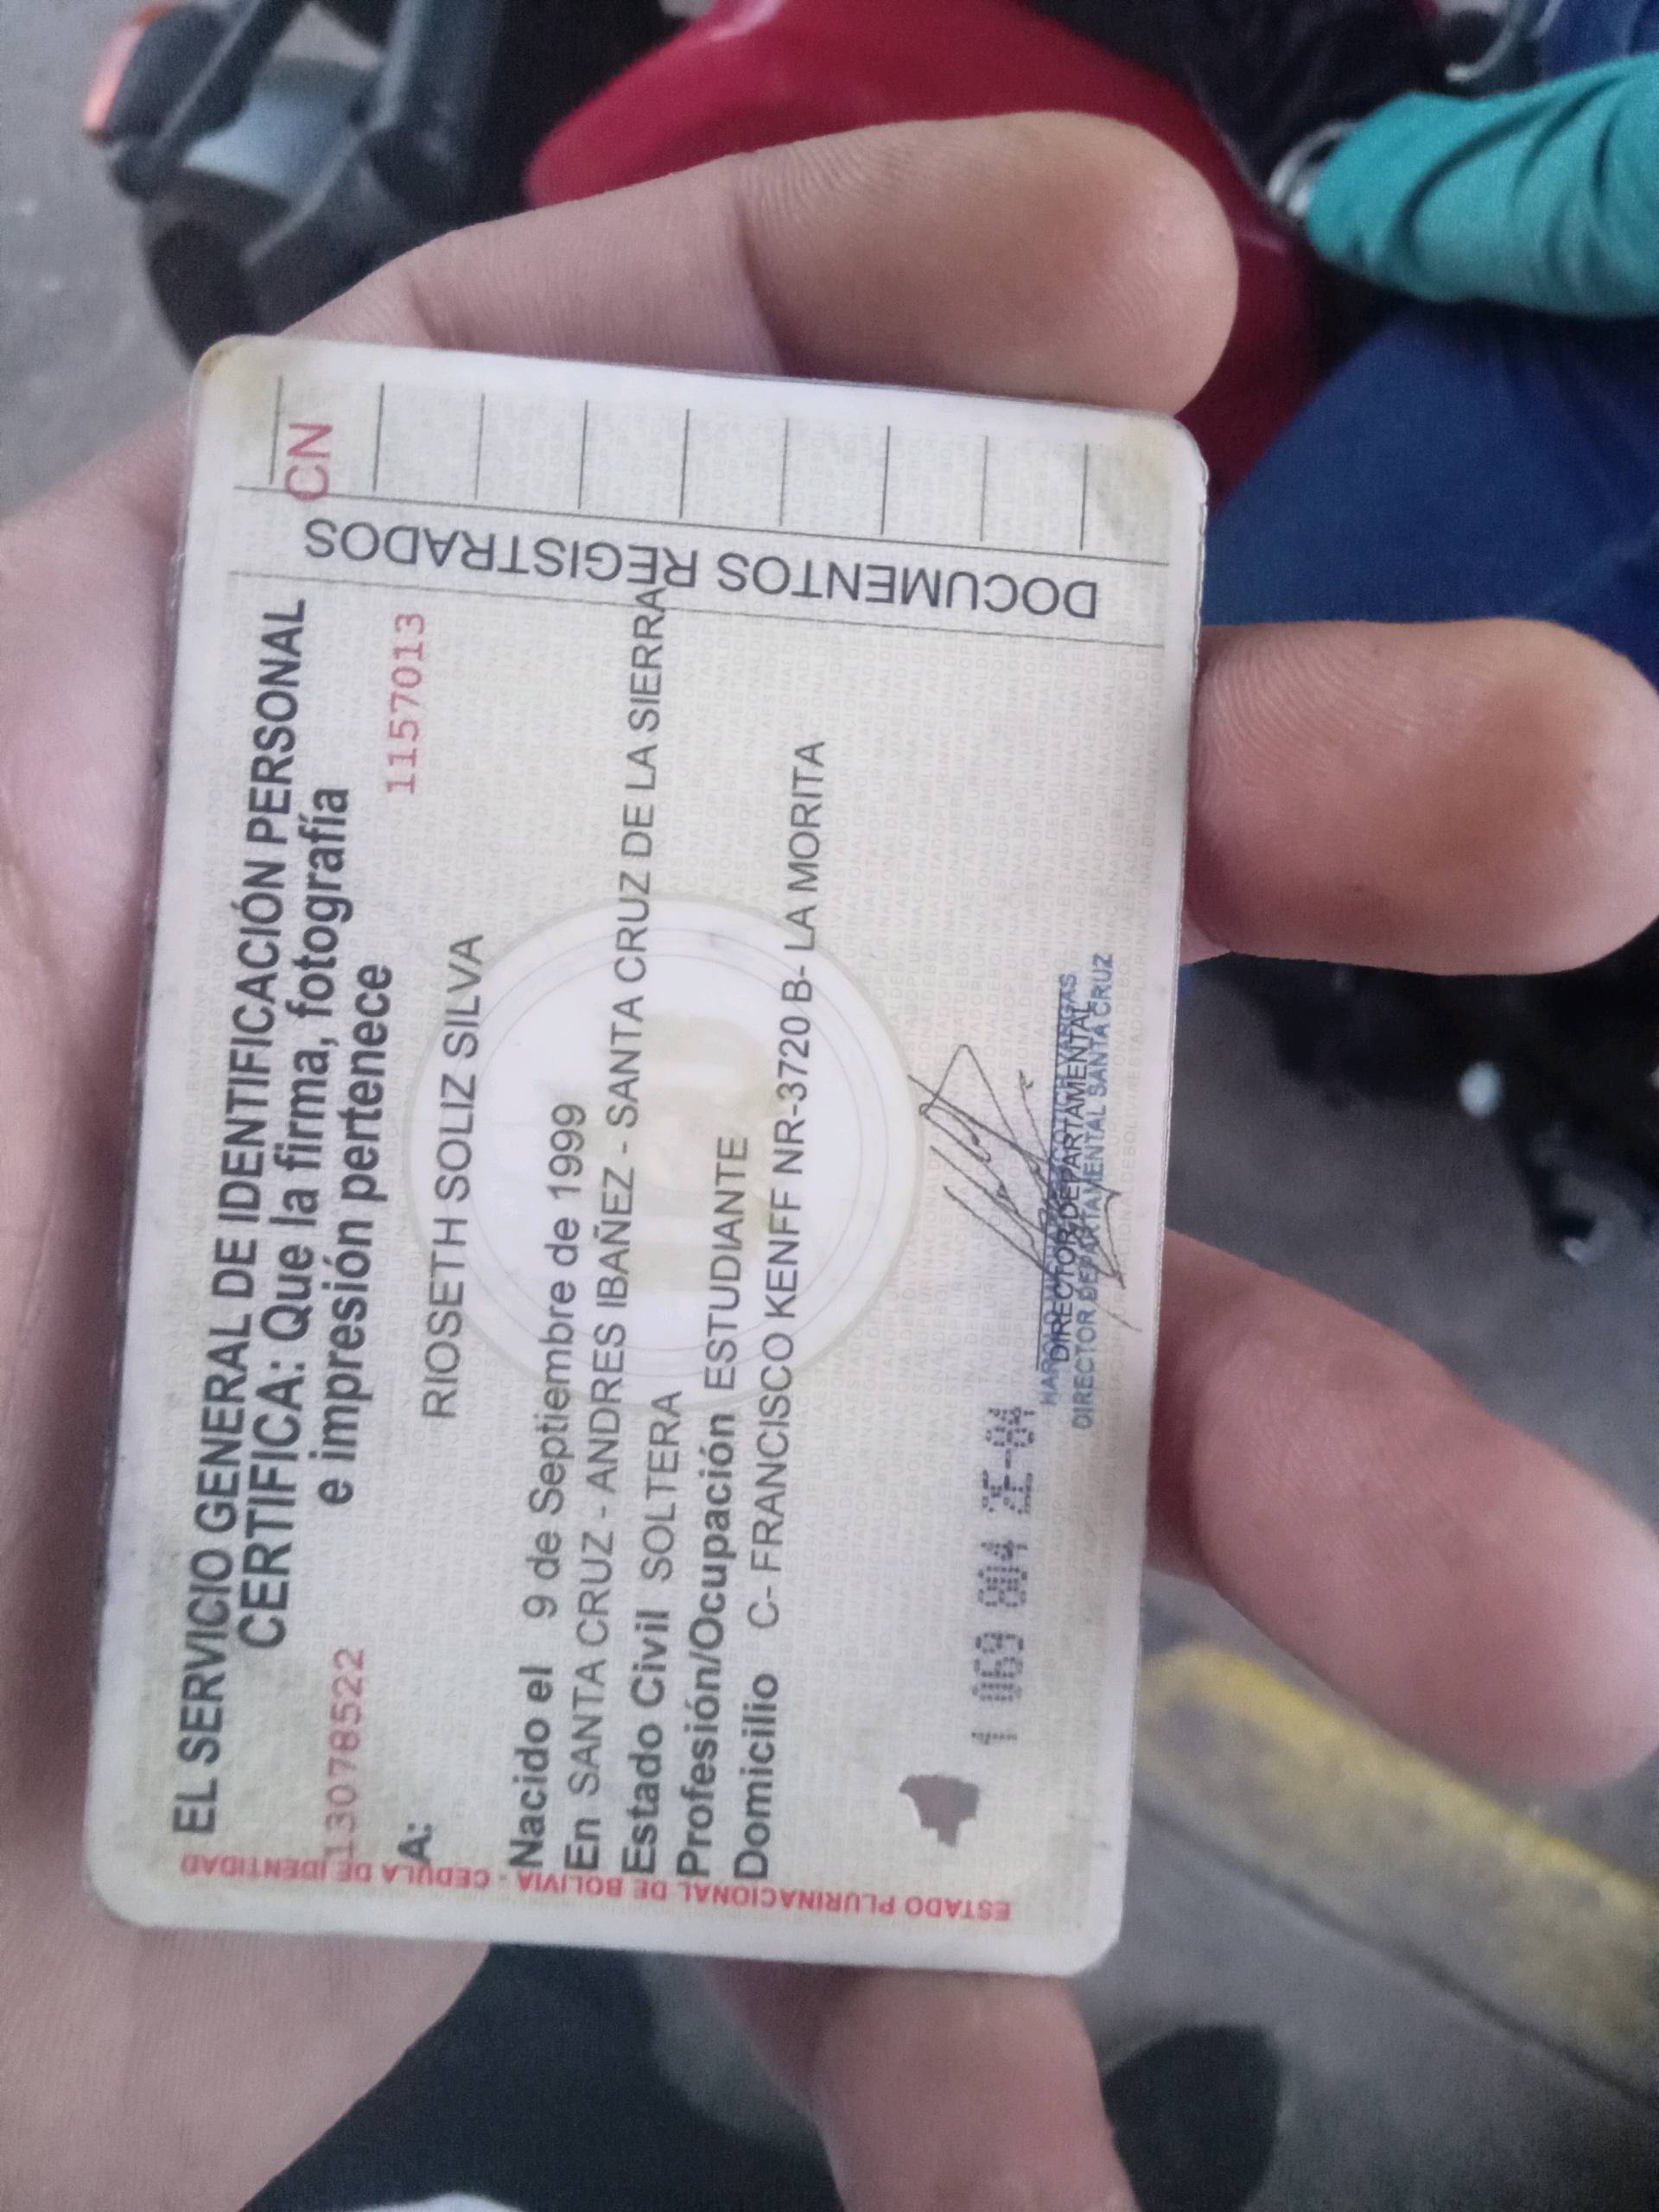 EL SERVICIO GENERAL DE IDENTIFICACIÓN PERSONAL
CERTIFICA: Que la firma, fotografía
e impresión pertenece
13078522
1157013
A:
RIOSETH SOLIZ SILVA
Nacido el 9 de Septiembre de 1999
En SANTA CRUZ - ANDRES IBAÑEZ - SANTA CRUZ DE LA SIERRA
Estado Civil SOLTERA
Profesión/Ocupación ESTUDIANTE
Domicilio C- FRANCISCO KENFF NR-3720 B- LA MORITA
DIRECTOR DEPARTAMENTAL
DIRECTOR DEPARTAMENTAL SANTA CRUZ
ESTADO PLURINACIONAL DE BOLIVIA - CEDULA DE IDENTIDAD
DOCUMENTOS REGISTRADOS
CN